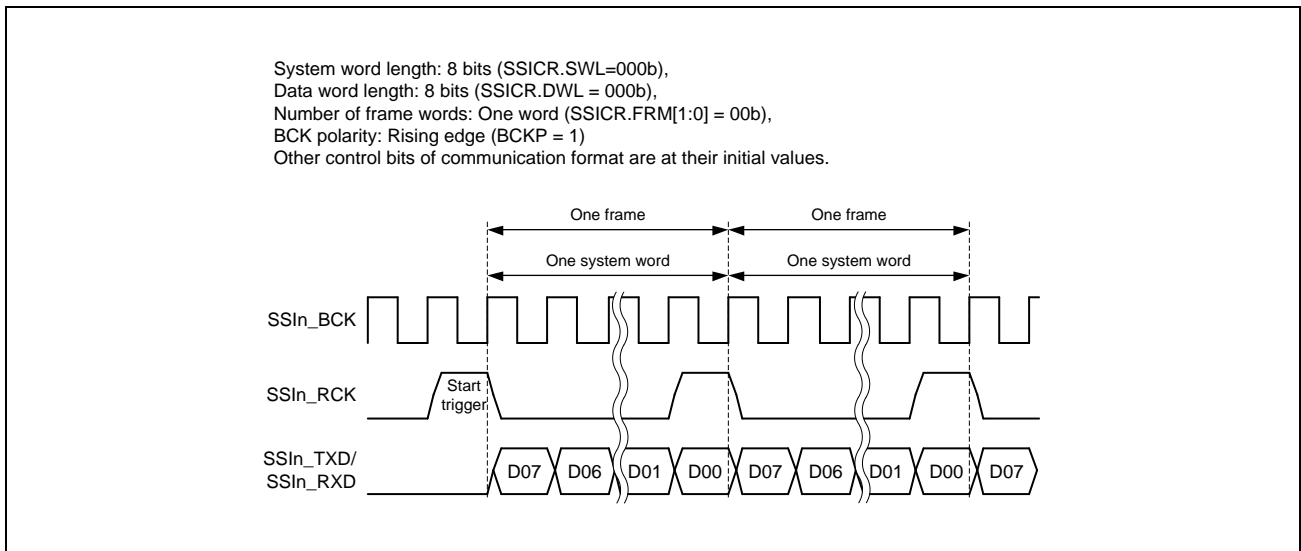 System word length: 8 bits (SSICR.SWL=000b),
Data word length: 8 bits (SSICR.DWL = 000b),
Number of frame words: One word (SSICR.FRM[1:0] = 00b),
BCK polarity: Rising edge (BCKP = 1)
Other control bits of communication format are at their initial values.
One frame One frame
One system word One system word
SSIn_BCK
SSIn_RCK
Start
trigger
SSIn_TXD/
SSIn_RXD
D07 D06 D01 D00 D07 D06 D01 D00 D07